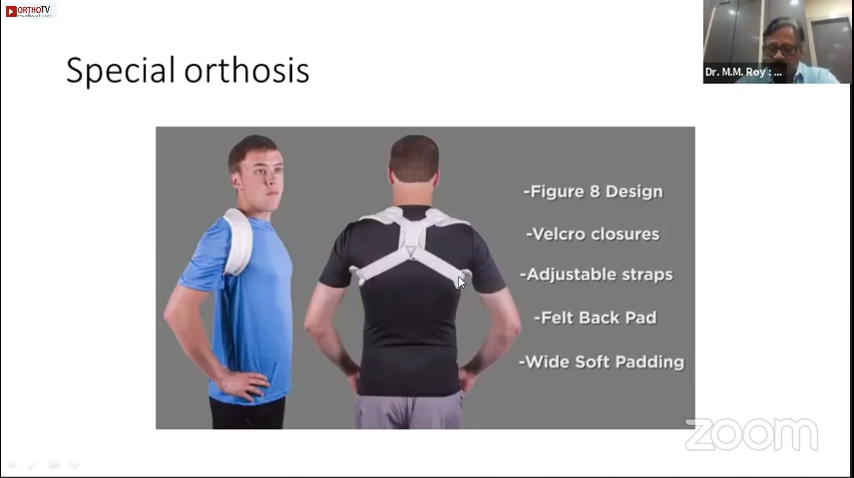 ORTHOTV
Dr. M.M. Roy : ...
Special orthosis
-Figure 8 Design
-Velcro closures
-Adjustable straps
-Felt Back Pad
-Wide Soft Padding
zoom